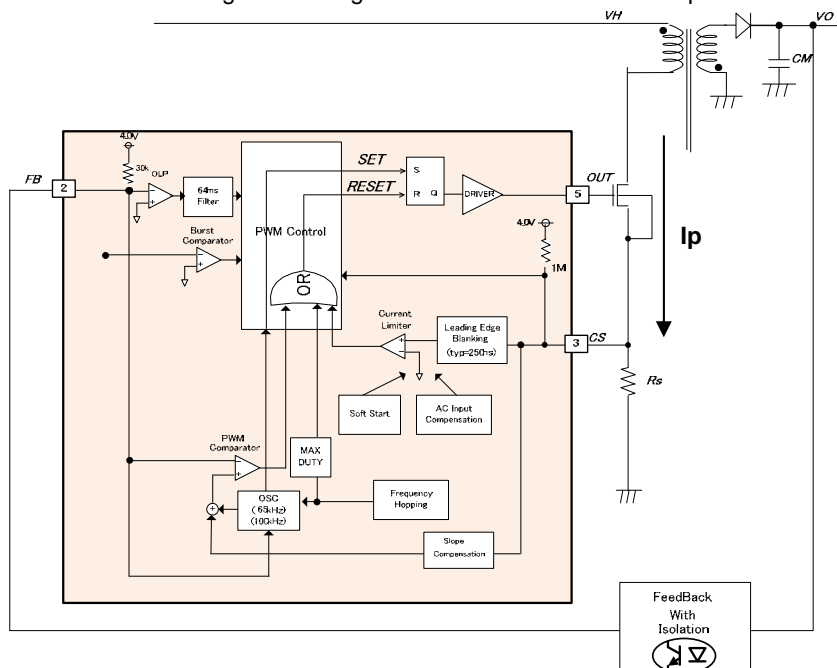 VH
VO
CM
4.0V
30k
OLP
FB
2
64ms
Filter
PWM Control
SET
RESET
S
R
Q
DRIVER
5
OUT
Burst
Comparator
OR
4.0V
1M
Ip
Current
Limiter
Leading Edge
Blanking
(typ=250ns)
3
CS
Rs
Soft Start
AC Input
Compensation
PWM
Comparator
MAX
DUTY
OSC
(65kHz)
(100kHz)
Frequency
Hopping
Slope
Compensation
FeedBack
With
Isolation